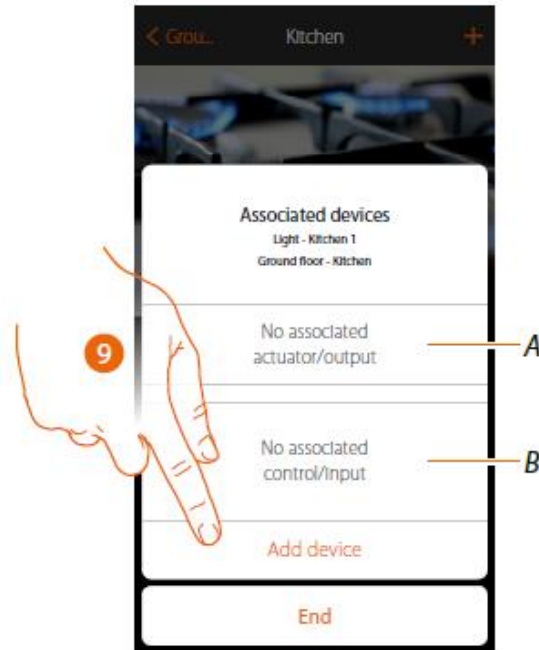 < Grou... Kitchen +
Associated devices
Light - Kitchen 1
Ground floor - Kitchen
No associated
actuator/output
A
9
No associated
control/input
B
Add device
End